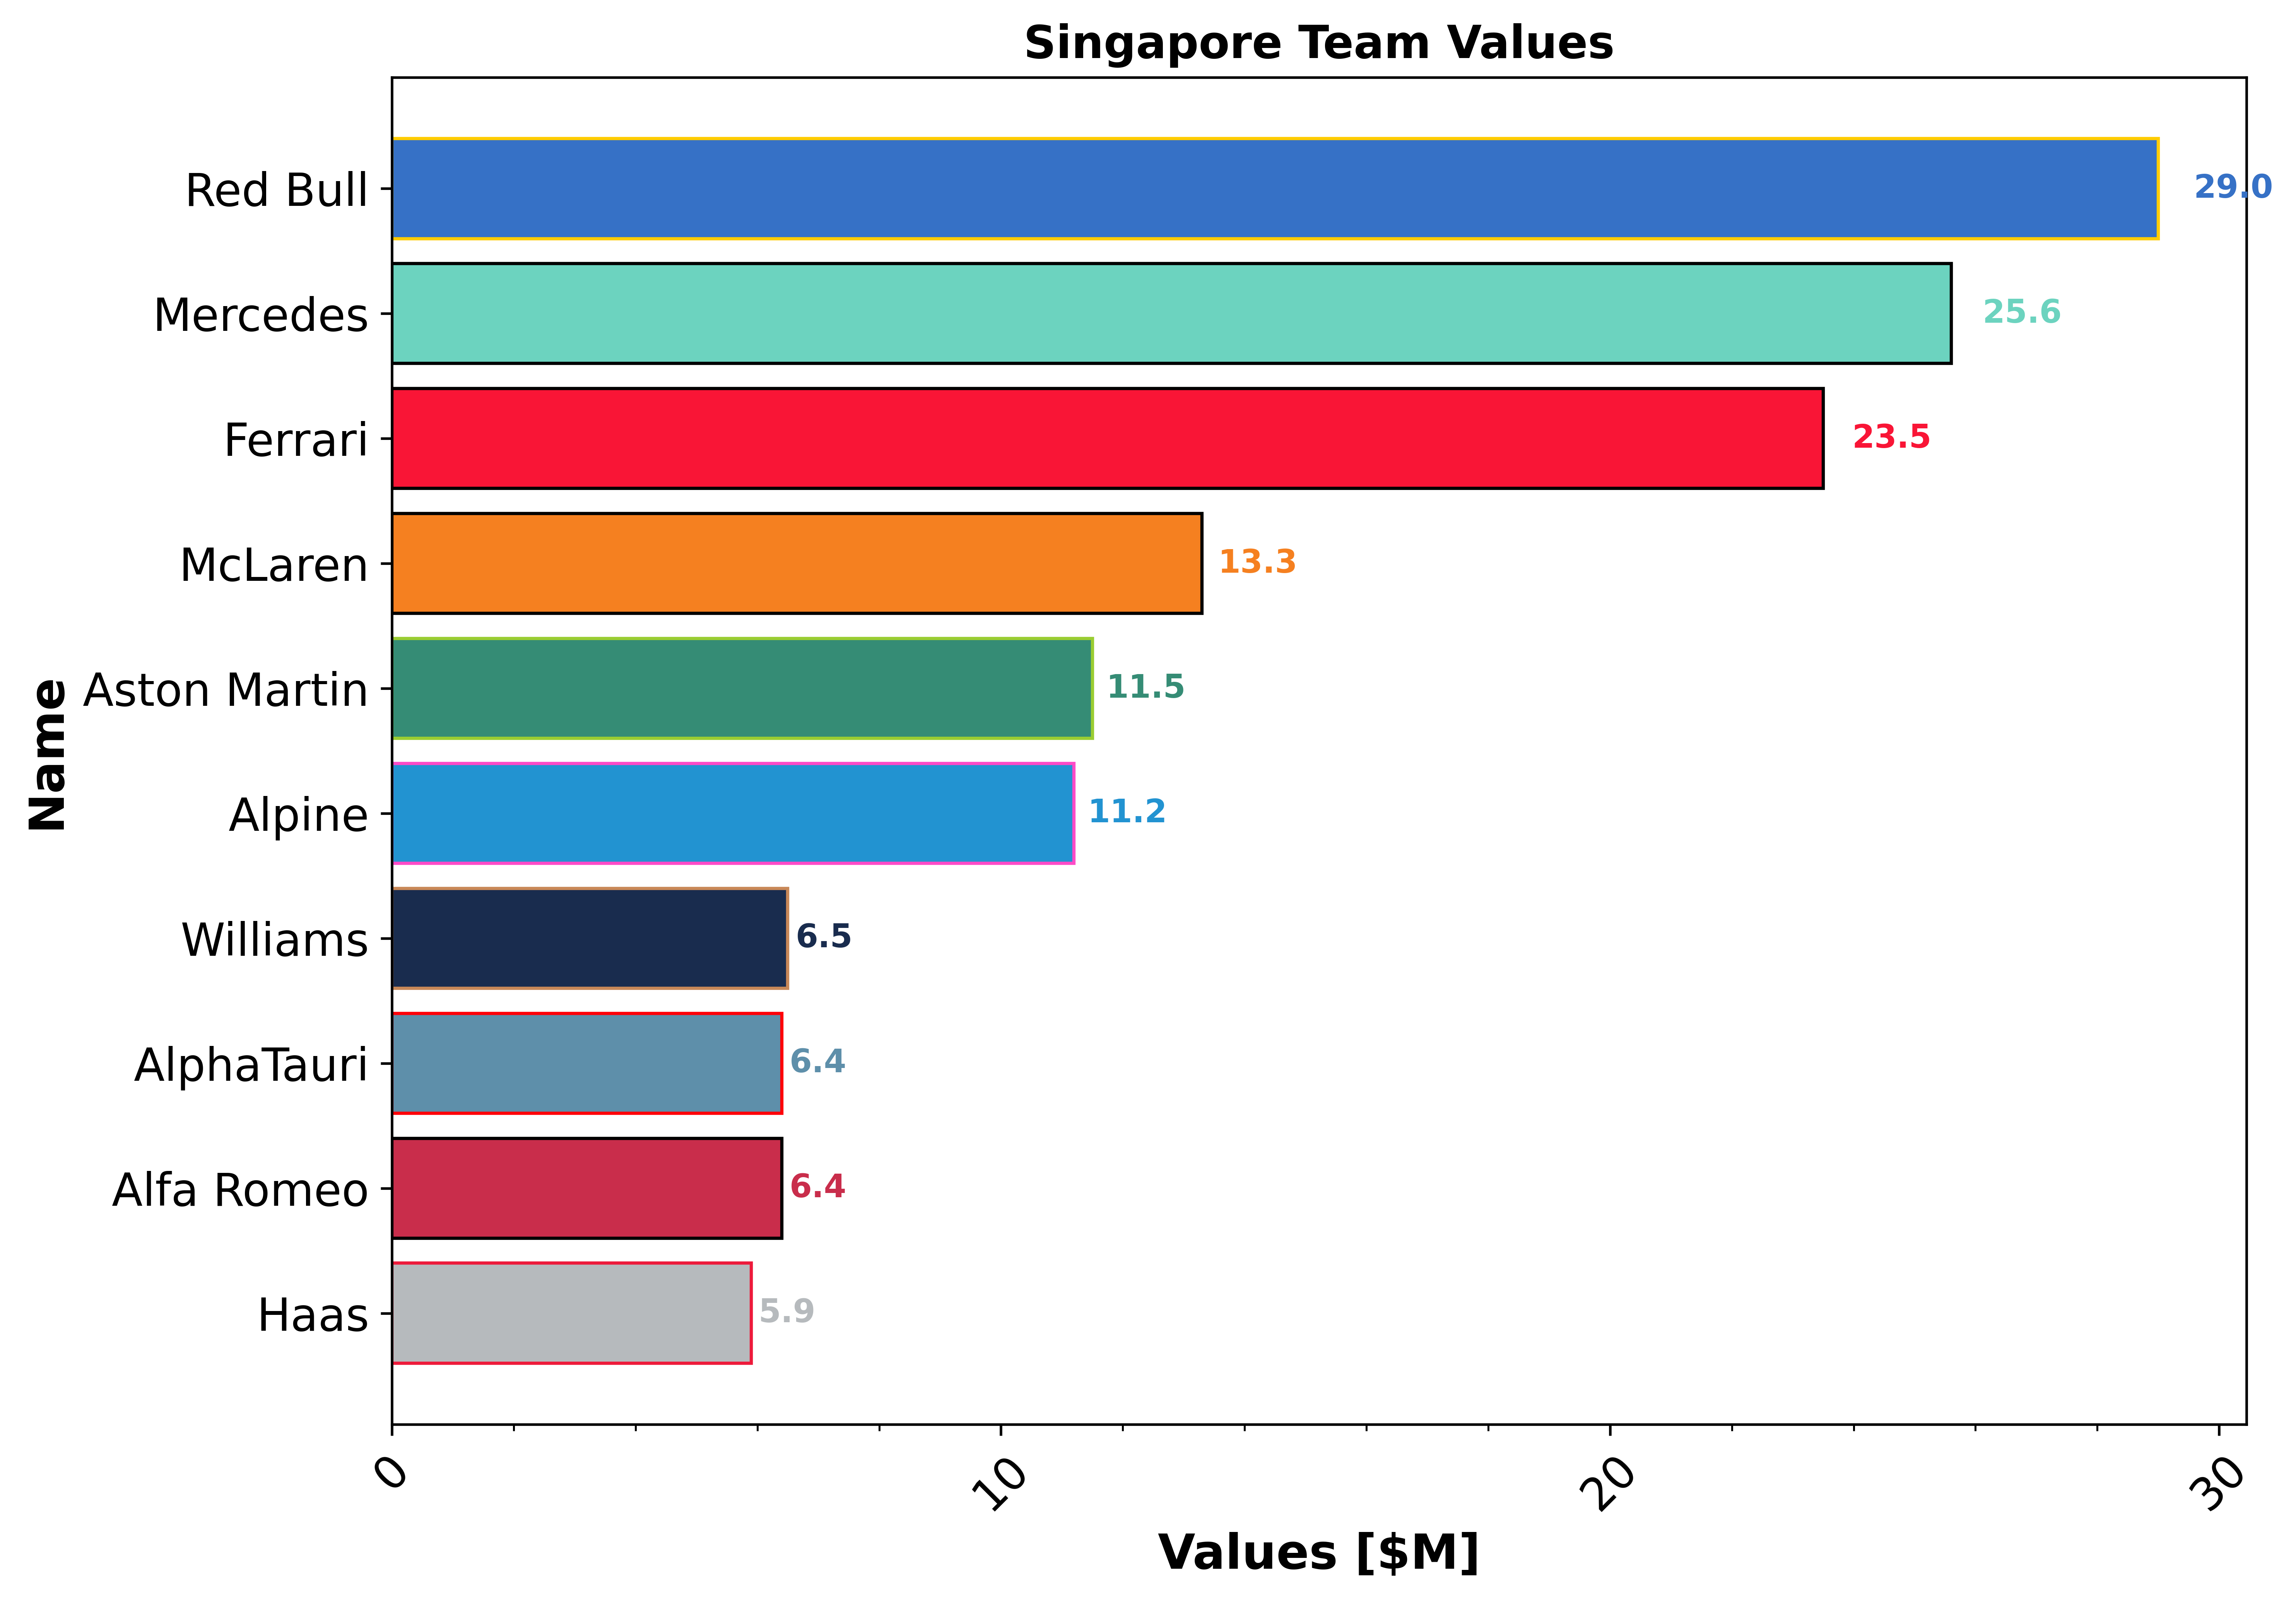 Singapore Team Values
Red Bull 29.0
Mercedes 25.6
Ferrari 23.5
McLaren 13.3
Aston Martin 11.5
Alpine 11.2
Williams 6.5
AlphaTauri 6.4
Alfa Romeo 6.4
Haas 5.9
Name
0 10 20 30
Values [$M]